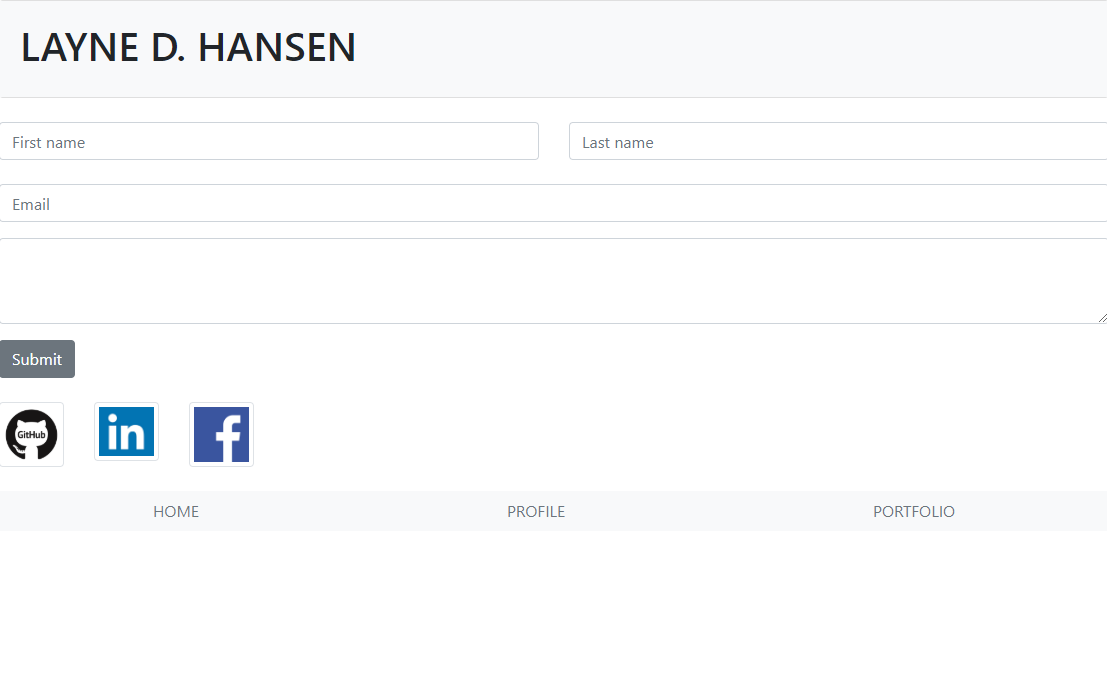 LAYNE D. HANSEN
First name Last name
Email
Submit
GitHub in f
HOME PROFILE PORTFOLIO